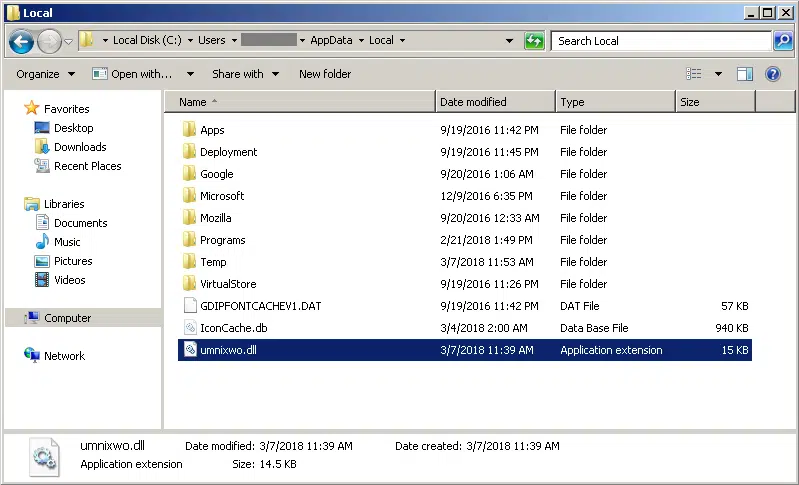 Local
Local Disk (C:) Users AppData Local Search Local
Organize Open with... Share with New folder
Name Date modified Type Size
Favorites
Desktop
Downloads
Recent Places
Libraries
Documents
Music
Pictures
Videos
Computer
Network
Apps 9/19/2016 11:42 PM File folder
Deployment 9/19/2016 11:45 PM File folder
Google 9/20/2016 1:06 AM File folder
Microsoft 12/9/2016 6:35 PM File folder
Mozilla 9/20/2016 12:33 AM File folder
Programs 2/21/2018 1:49 PM File folder
Temp 3/7/2018 11:53 AM File folder
VirtualStore 9/19/2016 11:26 PM File folder
GDIPFONTCACHEV1.DAT 9/19/2016 11:42 PM DAT File 57 KB
IconCache.db 3/4/2018 2:00 AM Data Base File 940 KB
umnixwo.dll 3/7/2018 11:39 AM Application extension 15 KB
umnixwo.dll Date modified: 3/7/2018 11:39 AM Date created: 3/7/2018 11:39 AM
Application extension Size: 14.5 KB